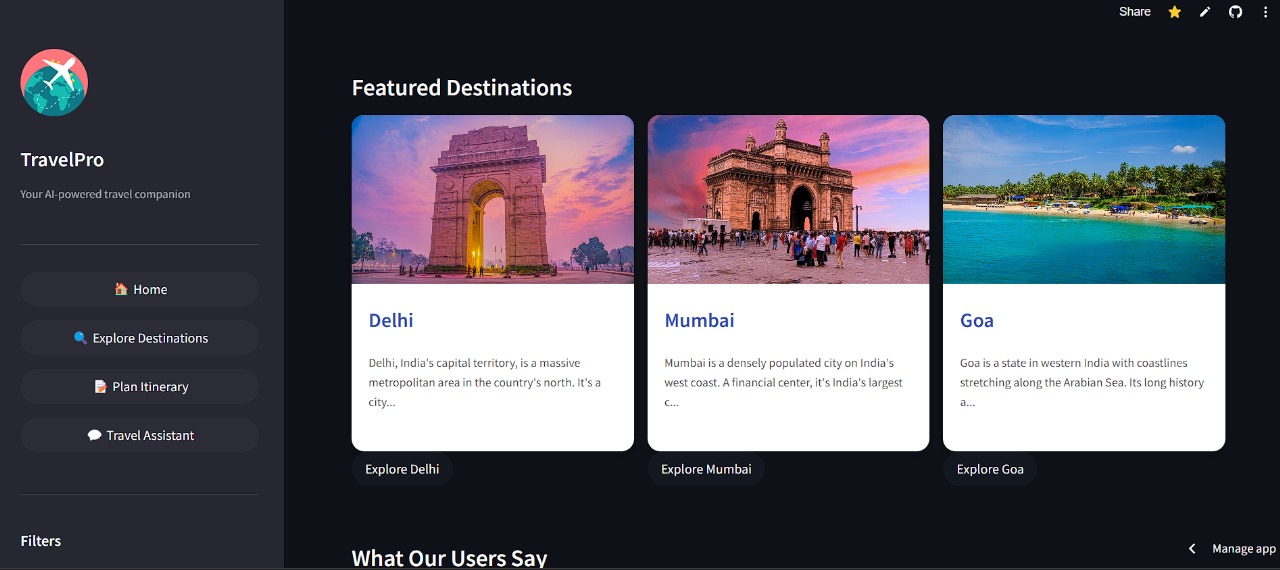 Share
TravelPro
Your AI-powered travel companion
🏠 Home
🔍 Explore Destinations
📝 Plan Itinerary
💬 Travel Assistant
Filters
Featured Destinations
Delhi
Delhi, India's capital territory, is a massive
metropolitan area in the country's north. It's a
city...
Explore Delhi
Mumbai
Mumbai is a densely populated city on India's
west coast. A financial center, it's India's largest
c...
Explore Mumbai
Goa
Goa is a state in western India with coastlines
stretching along the Arabian Sea. Its long history
a...
Explore Goa
What Our Users Say
Manage app